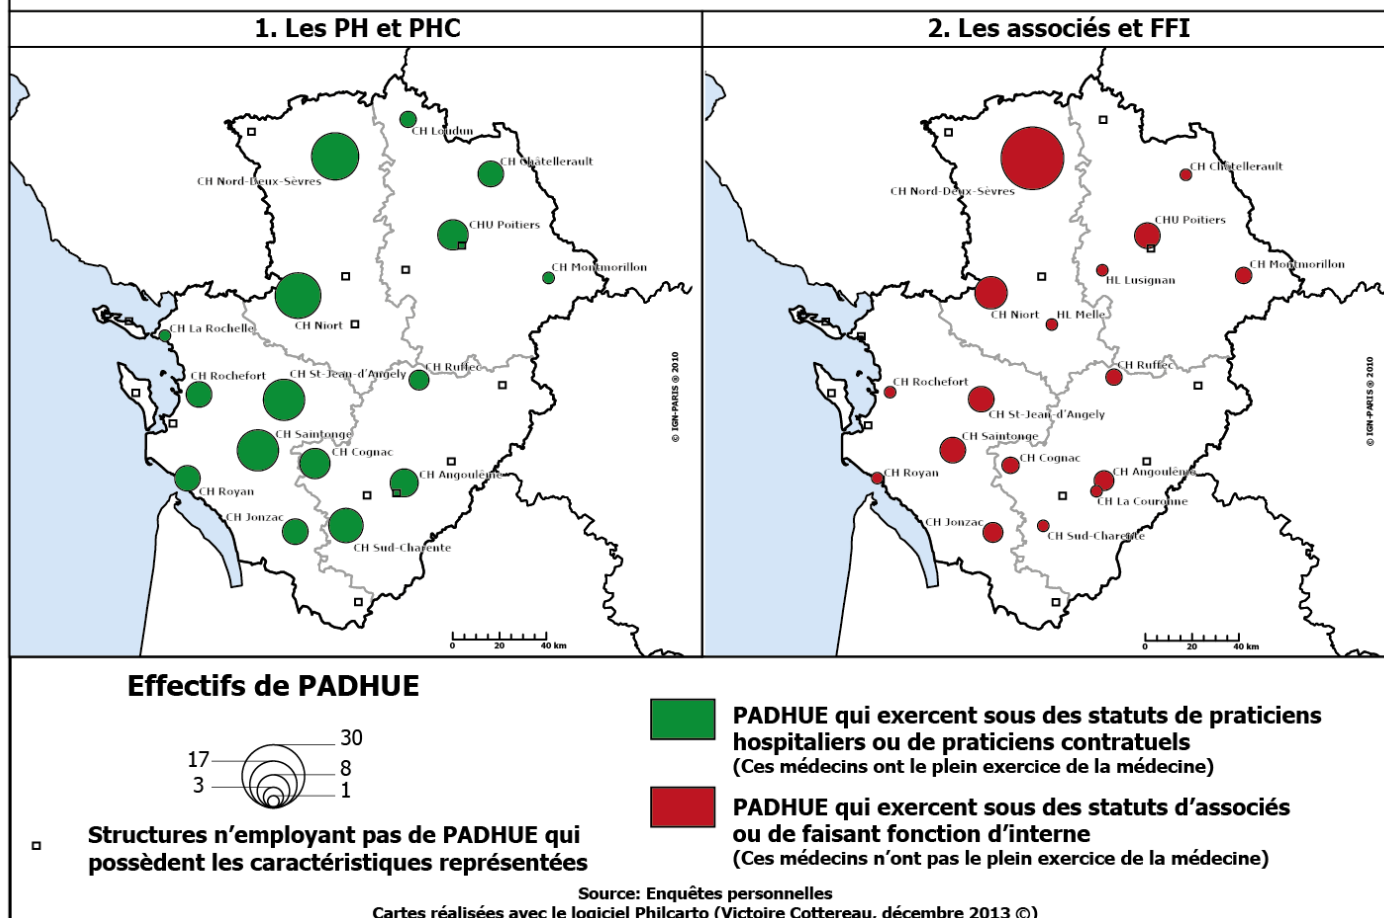 1. Les PH et PHC
2. Les associés et FFI
CH Loudun
CH Châtellerault
CH Nord-Deux-Sèvres
CHU Poitiers
CH Montmorillon
CH Niort
CH La Rochelle
CH Rochefort
CH St-Jean-d'Angely
CH Ruffec
CH Saintonge
CH Cognac
CH Angoulême
CH Royan
CH Jonzac
CH Sud-Charente
© IGN-PARIS ® 2010
0 20 40 km
CH Châtellerault
CH Nord-Deux-Sèvres
CHU Poitiers
CH Montmorillon
HL Lusignan
CH Niort
HL Melle
CH Ruffec
CH Rochefort
CH St-Jean-d'Angely
CH Saintonge
CH Cognac
CH Royan
CH Angoulême
CH La Couronne
CH Jonzac
CH Sud-Charente
© IGN-PARIS ® 2010
0 20 40 km
Effectifs de PADHUE
30
17
8
3
1
Structures n'employant pas de PADHUE qui
possèdent les caractéristiques représentées
PADHUE qui exercent sous des statuts de praticiens
hospitaliers ou de praticiens contratuels
(Ces médecins ont le plein exercice de la médecine)
PADHUE qui exercent sous des statuts d'associés
ou de faisant fonction d'interne
(Ces médecins n'ont pas le plein exercice de la médecine)
Source: Enquêtes personnelles
Cartes réalisées avec le logiciel Philcarto (Victoire Cottereau, décembre 2013 ©)